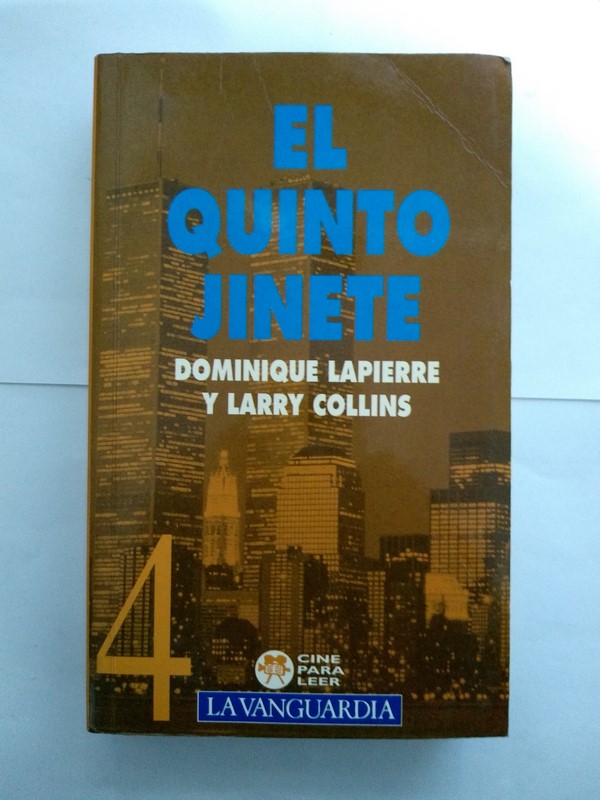 EL
QUINTO
JINETE
DOMINIQUE LAPIERRE
Y LARRY COLLINS
4
CINE
PARA
LEER
LA VANGUARDIA